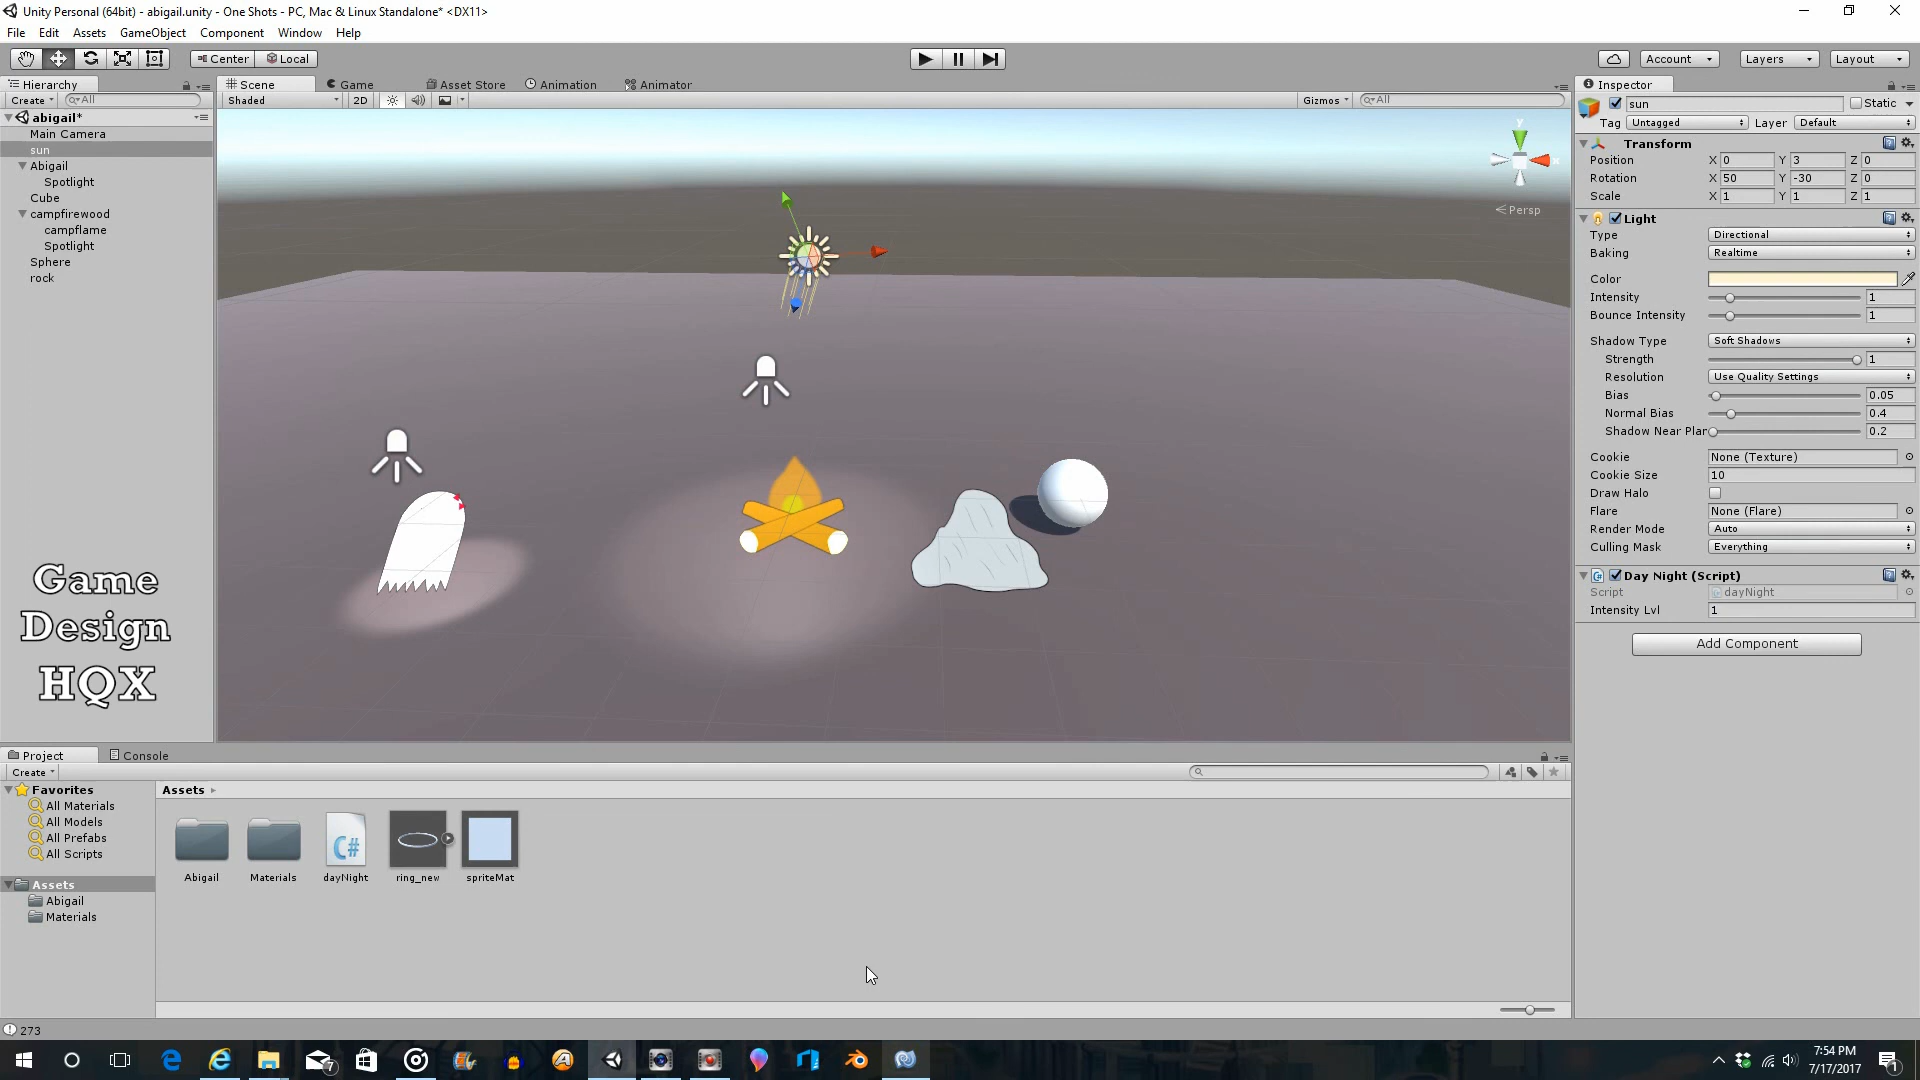 Unity Personal (64bit) - abigail.unity - One Shots - PC, Mac & Linux Standalone* <DX11>
File Edit Assets GameObject Component Window Help
Center Local Account Layers Layout
Hierarchy
Create All
abigail*
Main Camera
sun
Abigail
Spotlight
Cube
campfirewood
campflame
Spotlight
Sphere
rock
Scene Game Asset Store Animation Animator
Shaded 2D Gizmos All
y
x
Persp
Game
Design
HQX
Inspector
sun Static
Tag Untagged Layer Default
Transform
Position X 0 Y 3 Z 0
Rotation X 50 Y -30 Z 0
Scale X 1 Y 1 Z 1
Light
Type Directional
Baking Realtime
Color
Intensity 1
Bounce Intensity 1
Shadow Type Soft Shadows
Strength 1
Resolution Use Quality Settings
Bias 0.05
Normal Bias 0.4
Shadow Near Plar 0.2
Cookie None (Texture)
Cookie Size 10
Draw Halo
Flare None (Flare)
Render Mode Auto
Culling Mask Everything
Day Night (Script)
Script dayNight
Intensity Lvl 1
Add Component
Project Console
Create
Favorites
All Materials
All Models
All Prefabs
All Scripts
Assets
Abigail
Materials
Assets
C#
Abigail Materials dayNight ring_new spriteMat
273
7
7:54 PM
7/17/2017
1